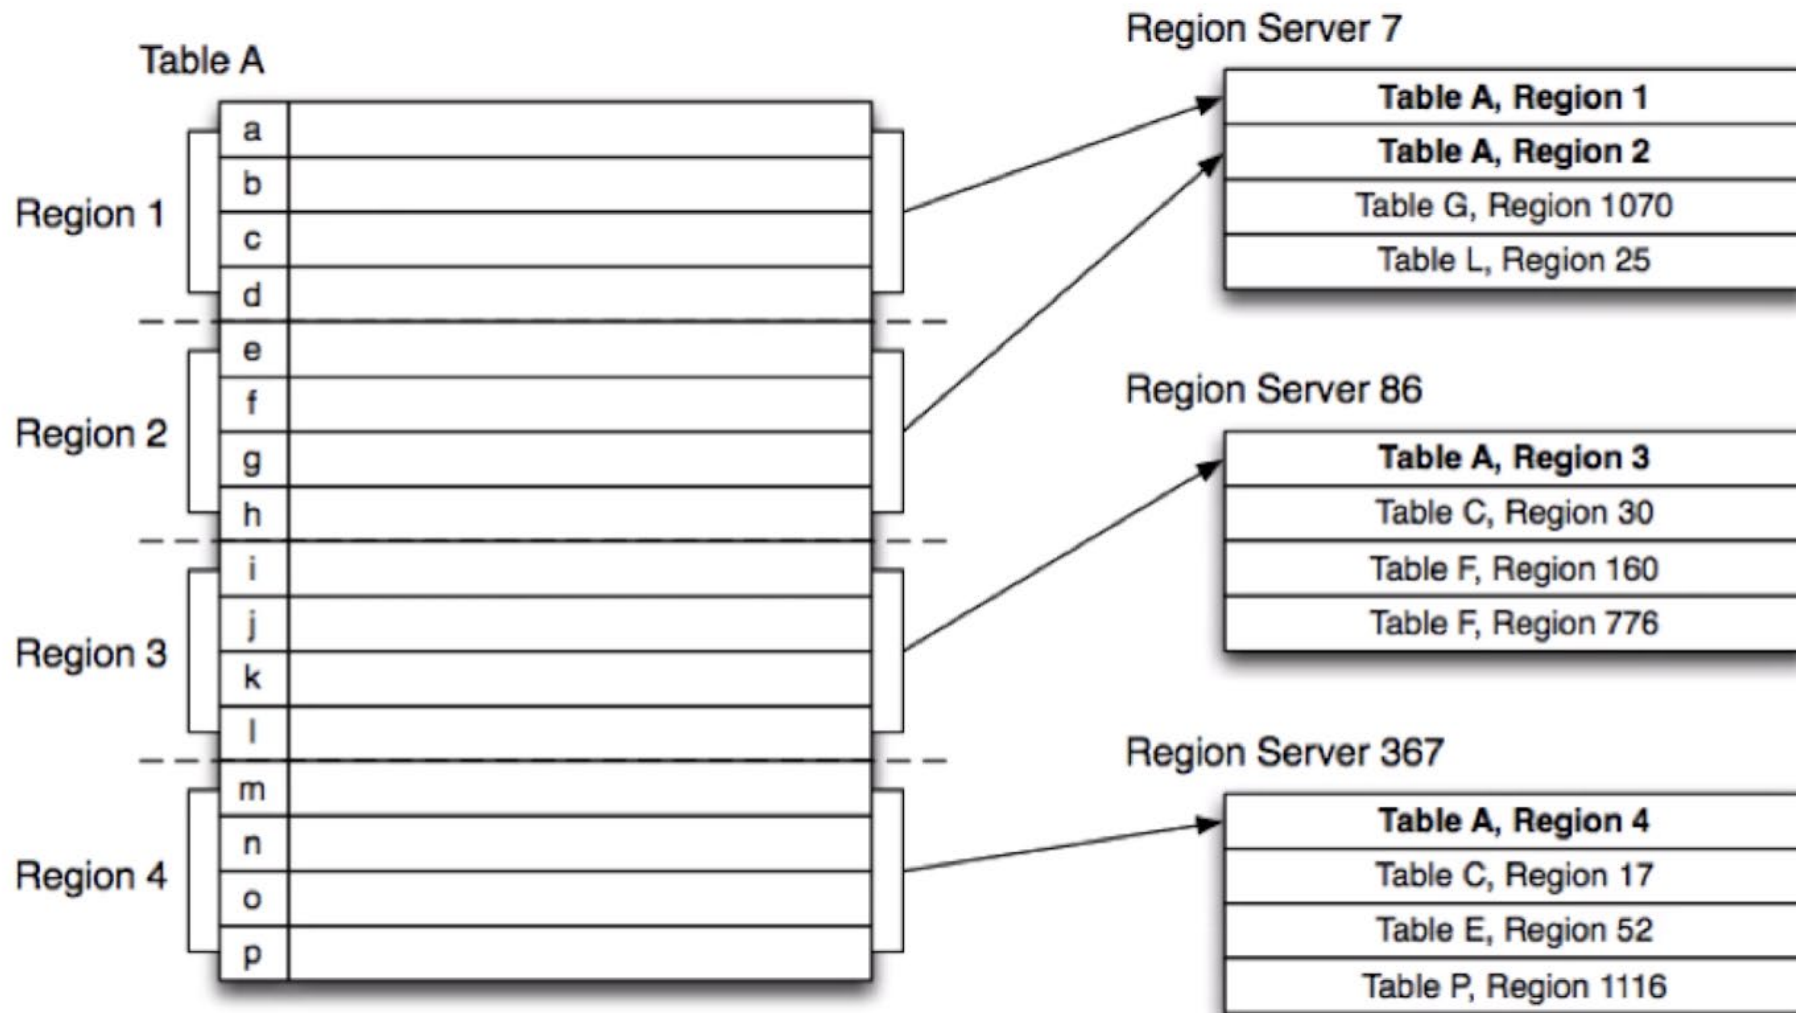 Table A
Region 1
a
b
c
d
Region 2
e
f
g
h
Region 3
i
j
k
l
Region 4
m
n
o
p
Region Server 7
Table A, Region 1
Table A, Region 2
Table G, Region 1070
Table L, Region 25
Region Server 86
Table A, Region 3
Table C, Region 30
Table F, Region 160
Table F, Region 776
Region Server 367
Table A, Region 4
Table C, Region 17
Table E, Region 52
Table P, Region 1116